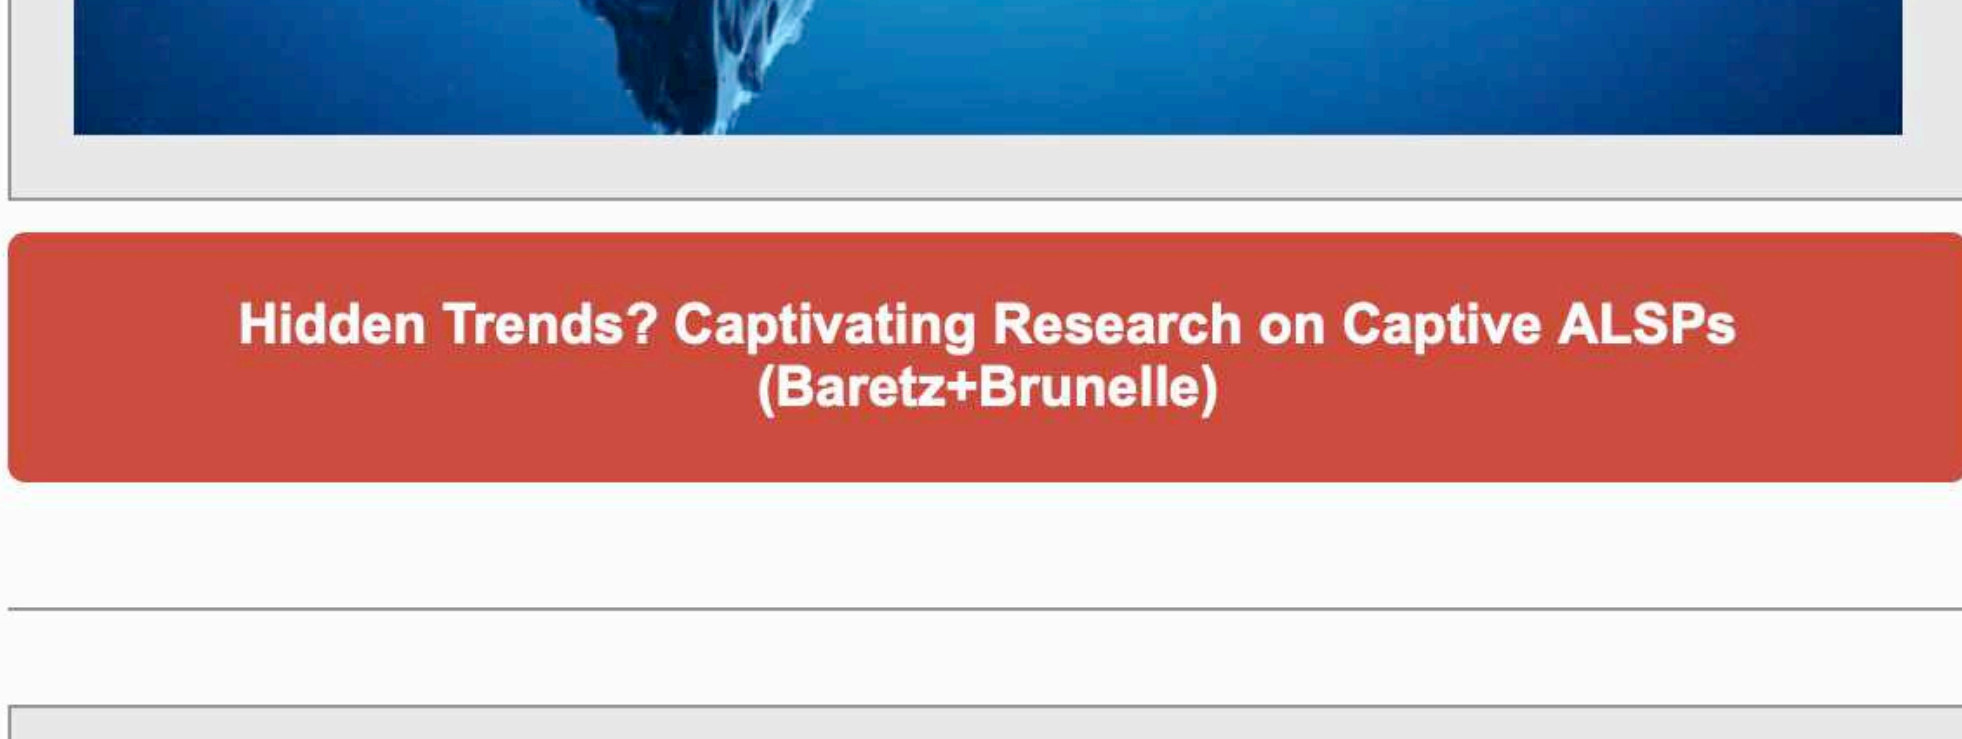 Hidden Trends? Captivating Research on Captive ALSPs
(Baretz+Brunelle)